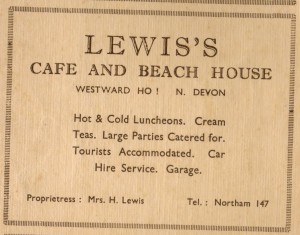 LEWIS'S
CAFE AND BEACH HOUSE
WESTWARD HO! N. DEVON
Hot & Cold Luncheons. Cream
Teas. Large Parties Catered for.
Tourists Accommodated. Car
Hire Service. Garage.
Proprietress : Mrs. H. Lewis Tel. : Northam 147